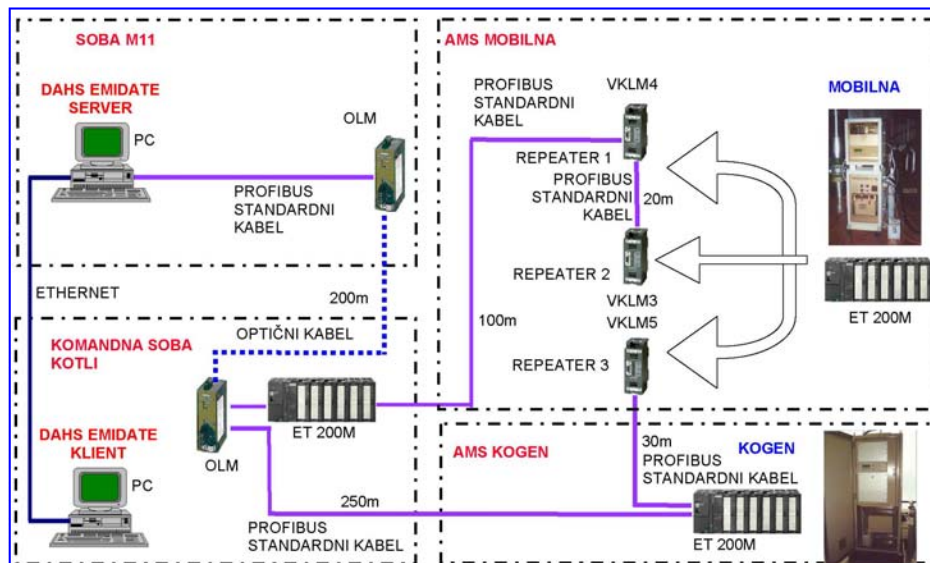 SOBA M11
DAHS EMIDATE
SERVER
PC
OLM
PROFIBUS
STANDARDNI
KABEL
ETHERNET
200m
OPTIČNI KABEL
KOMANDNA SOBA
KOTLI
DAHS EMIDATE
KLIENT
PC
OLM
ET 200M
250m
PROFIBUS
STANDARDNI KABEL
AMS MOBILNA
PROFIBUS
STANDARDNI
KABEL
VKLM4
REPEATER 1
PROFIBUS
STANDARDNI
KABEL
20m
REPEATER 2
VKLM3
VKLM5
100m
REPEATER 3
MOBILNA
ET 200M
AMS KOGEN
30m
PROFIBUS
STANDARDNI KABEL
KOGEN
ET 200M